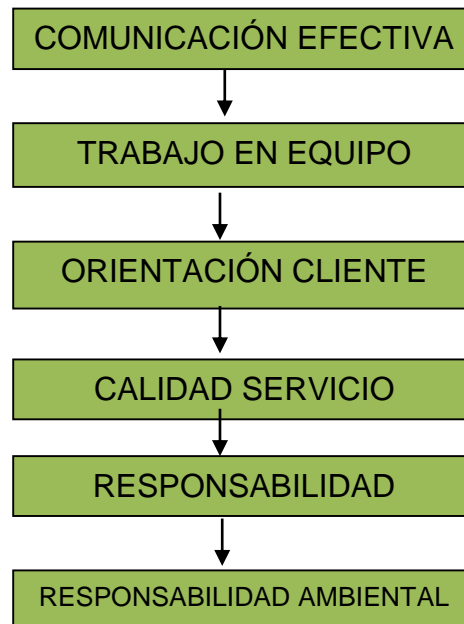 COMUNICACIÓN EFECTIVA
TRABAJO EN EQUIPO
ORIENTACIÓN CLIENTE
CALIDAD SERVICIO
RESPONSABILIDAD
RESPONSABILIDAD AMBIENTAL